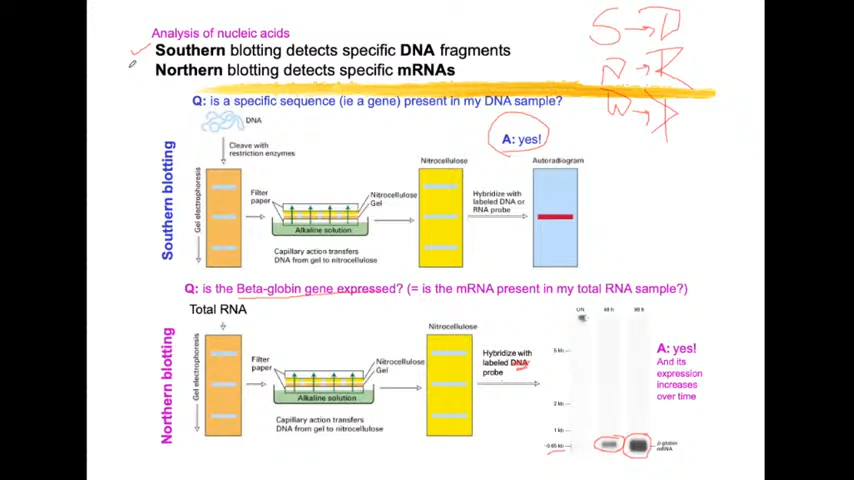 Analysis of nucleic acids
Southern blotting detects specific DNA fragments
Northern blotting detects specific mRNAs
S → D
N → R
W → P
Q: is a specific sequence (ie a gene) present in my DNA sample?
A: yes!
DNA
Cleave with
restriction enzymes
Southern blotting
Gel electrophoresis
Filter
paper
Nitrocellulose
Gel
Alkaline solution
Capillary action transfers
DNA from gel to nitrocellulose
Nitrocellulose
Hybridize with
labeled DNA or
RNA probe
Autoradiogram
Q: is the Beta-globin gene expressed? (= is the mRNA present in my total RNA sample?)
Total RNA
Northern blotting
Gel electrophoresis
Filter
paper
Nitrocellulose
Gel
Alkaline solution
Capillary action transfers
DNA from gel to nitrocellulose
Nitrocellulose
Hybridize with
labeled DNA
probe
UN 48 h 96 h
5 kb
2 kb
1 kb
0.65 kb
β-globin
mRNA
A: yes!
And its
expression
increases
over time